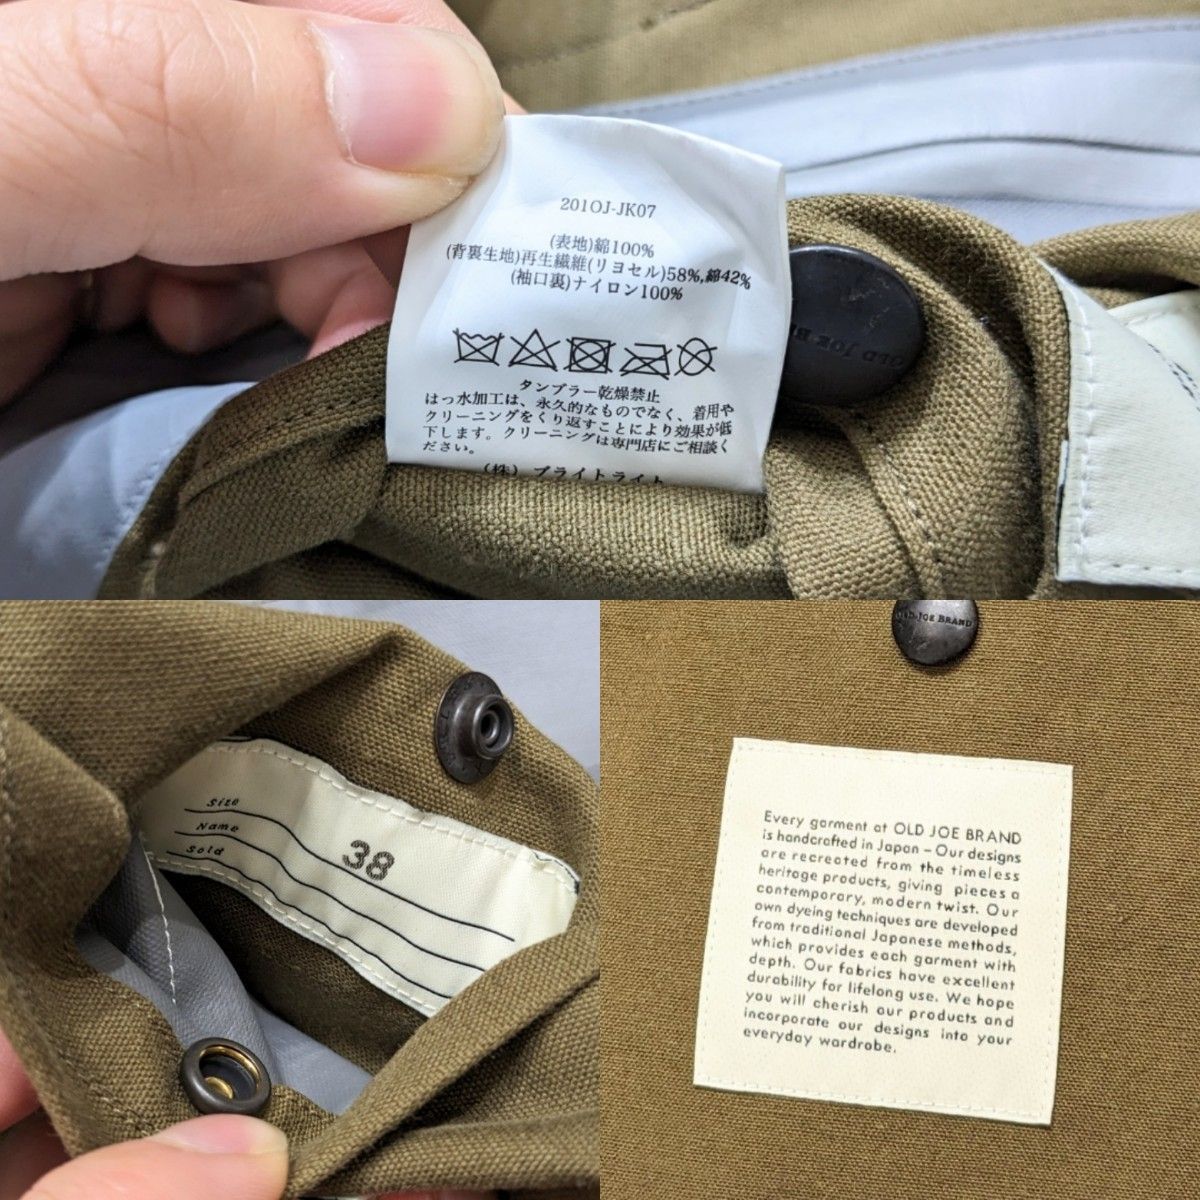 201OJ-JK07
(表地)綿100%
(背裏生地)再生繊維(リヨセル)58%,綿42%
(袖口裏)ナイロン100%
タンブラー乾燥禁止
はっ水加工は、永久的なものでなく、着用や
クリーニングをくり返すことにより効果が低
下します。クリーニングは専門店にご相談く
ださい。
(株) ブライトライト
OLD JOE BRAND
Size
Name
Sold
38
OLD JOE BRAND
Every garment at OLD JOE BRAND
is handcrafted in Japan – Our designs
are recreated from the timeless
heritage products, giving pieces a
contemporary, modern twist. Our
own dyeing techniques are developed
from traditional Japanese methods,
which provides each garment with
depth. Our fabrics have excellent
durability for lifelong use. We hope
you will cherish our products and
incorporate our designs into your
everyday wardrobe.